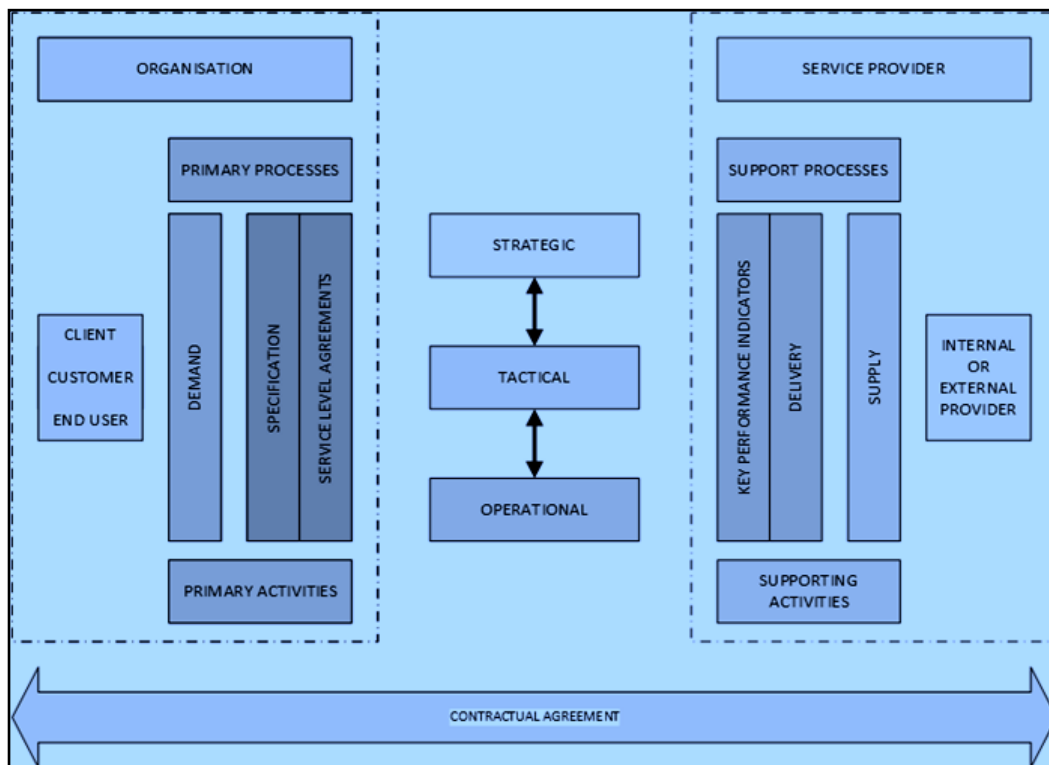 ORGANISATION
SERVICE PROVIDER
PRIMARY PROCESSES
SUPPORT PROCESSES
CLIENT
CUSTOMER
END USER
DEMAND
SPECIFICATION
SERVICE LEVEL AGREEMENTS
STRATEGIC
TACTICAL
OPERATIONAL
KEY PERFORMANCE INDICATORS
DELIVERY
SUPPLY
INTERNAL
OR
EXTERNAL
PROVIDER
PRIMARY ACTIVITIES
SUPPORTING
ACTIVITIES
CONTRACTUAL AGREEMENT